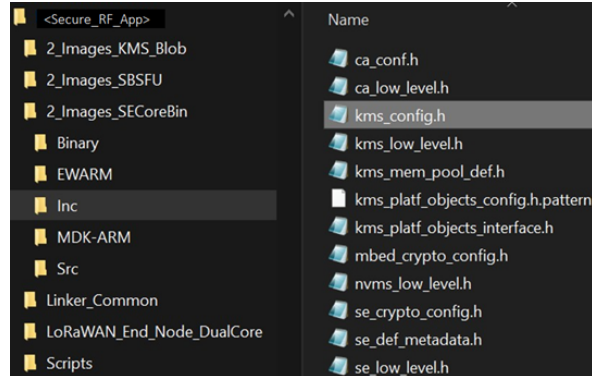 <Secure_RF_App>
2_Images_KMS_Blob
2_Images_SBSFU
2_Images_SECoreBin
Binary
EWARM
Inc
MDK-ARM
Src
Linker_Common
LoRaWAN_End_Node_DualCore
Scripts
Name
ca_conf.h
ca_low_level.h
kms_config.h
kms_low_level.h
kms_mem_pool_def.h
kms_platf_objects_config.h.pattern
kms_platf_objects_interface.h
mbed_crypto_config.h
nvms_low_level.h
se_crypto_config.h
se_def_metadata.h
se_low_level.h